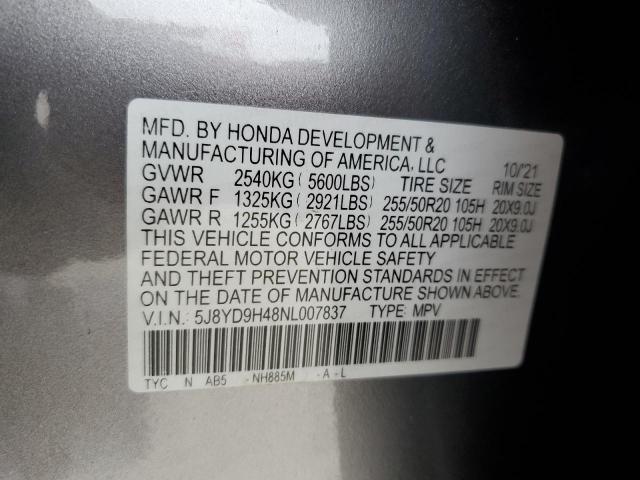 MFD. BY HONDA DEVELOPMENT &
MANUFACTURING OF AMERICA, LLC 10/'21
GVWR 2540KG (5600LBS) TIRE SIZE RIM SIZE
GAWR F 1325KG (2921LBS) 255/50R20 105H 20X9.0J
GAWR R 1255KG (2767LBS) 255/50R20 105H 20X9.0J
THIS VEHICLE CONFORMS TO ALL APPLICABLE
FEDERAL MOTOR VEHICLE SAFETY
AND THEFT PREVENTION STANDARDS IN EFFECT
ON THE DATE OF MANUFACTURE SHOWN ABOVE.
V.I.N.: 5J8YD9H48NL007837 TYPE: MPV
TYC N AB5 -NH885M -A-L